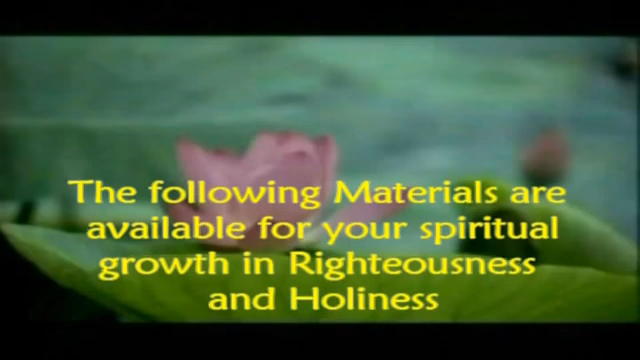 The following Materials are
available for your spiritual
growth in Righteousness
and Holiness